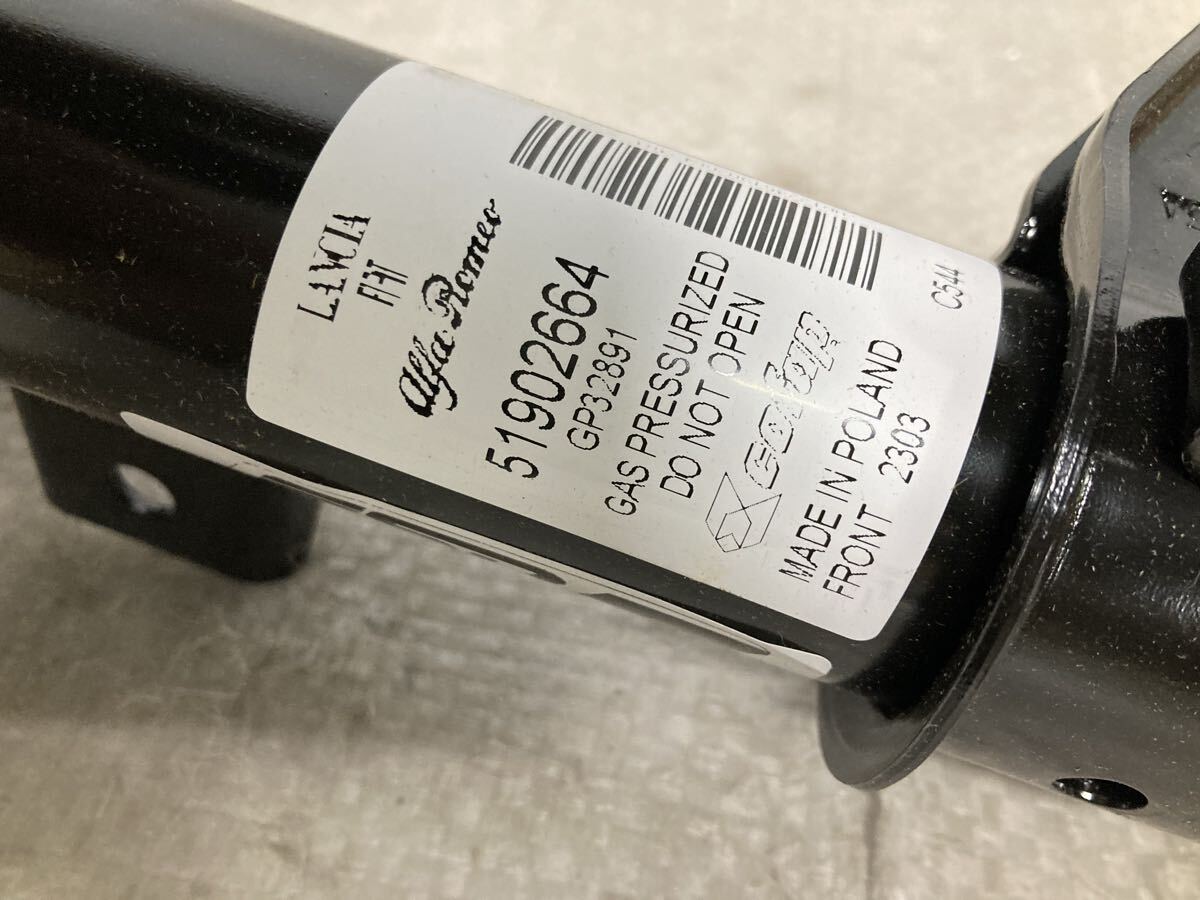 LANCIA
FIAT
Alfa Romeo
51902664
GP32891
GAS PRESSURIZED
DO NOT OPEN
MADE IN POLAND
FRONT 2303
C544